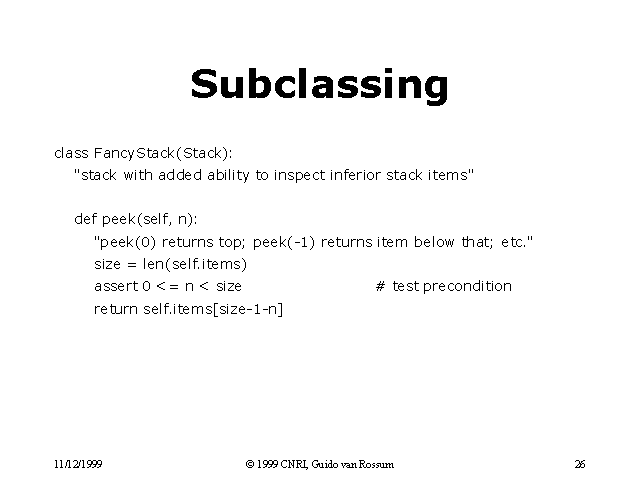 Subclassing
class FancyStack(Stack):
"stack with added ability to inspect inferior stack items"
def peek(self, n):
"peek(0) returns top; peek(-1) returns item below that; etc."
size = len(self.items)
assert 0 <= n < size # test precondition
return self.items[size-1-n]
11/12/1999 © 1999 CNRI, Guido van Rossum 26